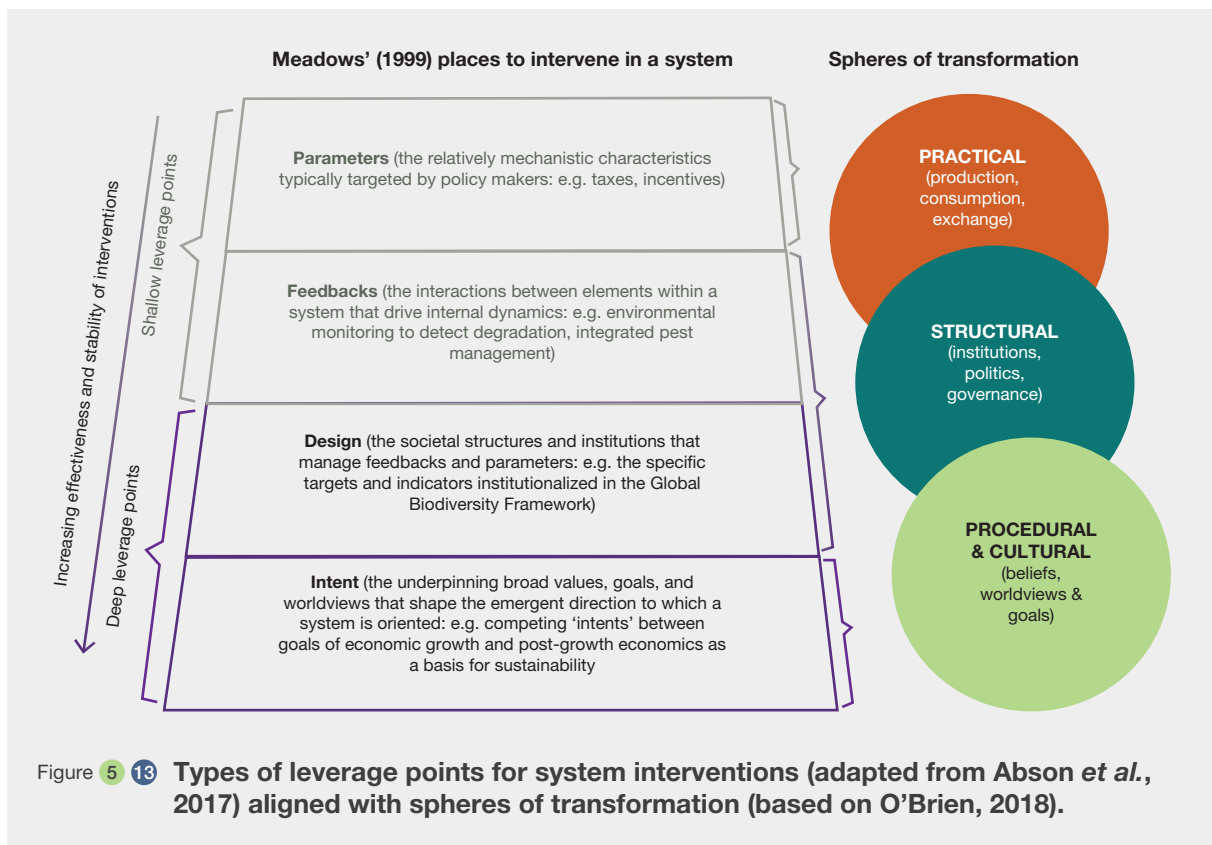 Meadows’ (1999) places to intervene in a system
Spheres of transformation
Increasing effectiveness and stability of interventions
Shallow leverage points
Deep leverage points
Parameters (the relatively mechanistic characteristics
typically targeted by policy makers: e.g. taxes, incentives)
Feedbacks (the interactions between elements within a
system that drive internal dynamics: e.g. environmental
monitoring to detect degradation, integrated pest
management)
Design (the societal structures and institutions that
manage feedbacks and parameters: e.g. the specific
targets and indicators institutionalized in the Global
Biodiversity Framework)
Intent (the underpinning broad values, goals, and
worldviews that shape the emergent direction to which a
system is oriented: e.g. competing ‘intents’ between
goals of economic growth and post-growth economics as
a basis for sustainability
PRACTICAL
(production,
consumption,
exchange)
STRUCTURAL
(institutions,
politics,
governance)
PROCEDURAL
& CULTURAL
(beliefs,
worldviews &
goals)
Figure 5 13 Types of leverage points for system interventions (adapted from Abson et al.,
2017) aligned with spheres of transformation (based on O’Brien, 2018).